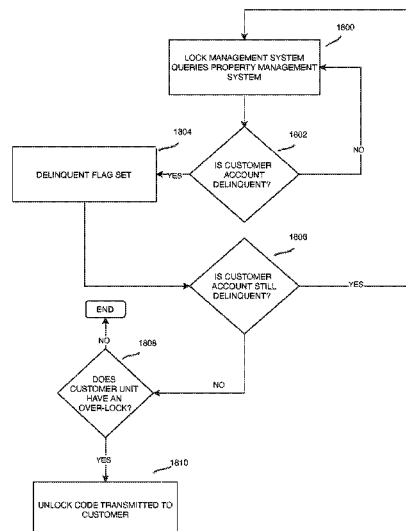 1800
LOCK MANAGEMENT SYSTEM
QUERIES PROPERTY MANAGEMENT
SYSTEM
1804
1802
DELINQUENT FLAG SET
YES
IS CUSTOMER
ACCOUNT
DELINQUENT?
NO
1806
IS CUSTOMER
ACCOUNT STILL
DELINQUENT?
YES
END
NO
1808
DOES
CUSTOMER UNIT
HAVE AN
OVER-LOCK?
NO
YES
1810
UNLOCK CODE TRANSMITTED TO
CUSTOMER